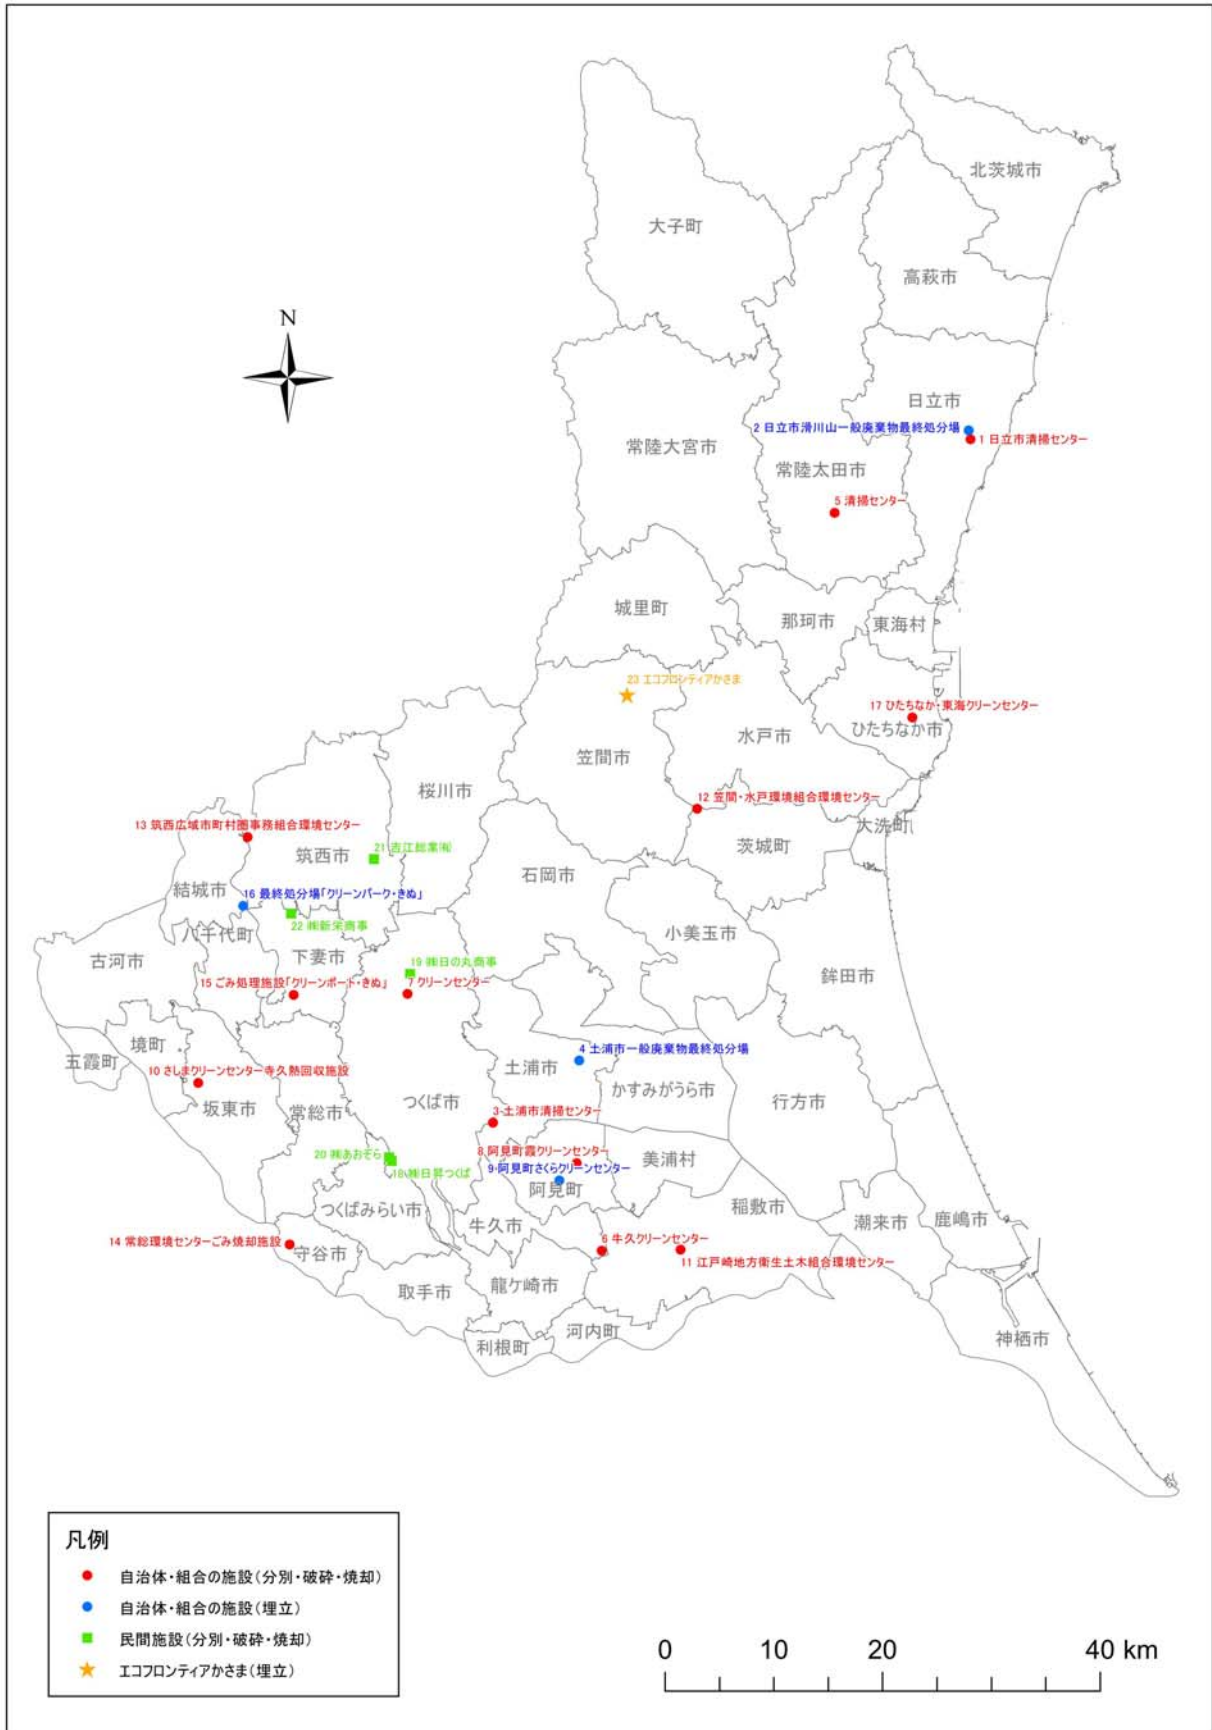 北茨城市
大子町
高萩市
N
日立市
2 日立市滑川山一般廃棄物最終処分場
1 日立市清掃センター
常陸大宮市
常陸太田市
5 清掃センター
城里町
那珂市
東海村
23 エコフロンティアかさま
17 ひたちなか・東海クリーンセンター
ひたちなか市
水戸市
笠間市
桜川市
12 笠間・水戸環境組合環境センター
大洗町
13 筑西広域市町村圏事務組合環境センター
茨城町
21 吉江総業㈲
筑西市
石岡市
結城市
16 最終処分場「クリーンパーク・きぬ」
22 ㈱新栄商事
八千代町
小美玉市
下妻市
古河市
19 ㈱日の丸商事
鉾田市
15 ごみ処理施設「クリーンポート・きぬ」
7 クリーンセンター
境町
4 土浦市一般廃棄物最終処分場
五霞町
土浦市
10 さしまクリーンセンター寺久熱回収施設
かすみがうら市
つくば市
行方市
坂東市
常総市
3 土浦市清掃センター
20 ㈱あおぞら
8 阿見町霞クリーンセンター
美浦村
9 阿見町さくらクリーンセンター
18 ㈱日昇つくば
阿見町
稲敷市
つくばみらい市
牛久市
潮来市
鹿嶋市
14 常総環境センターごみ焼却施設
守谷市
6 牛久クリーンセンター
11 江戸崎地方衛生土木組合環境センター
取手市
龍ケ崎市
河内町
利根町
神栖市
凡例
自治体・組合の施設(分別・破砕・焼却)
自治体・組合の施設(埋立)
民間施設(分別・破砕・焼却)
エコフロンティアかさま(埋立)
0 10 20 40 km